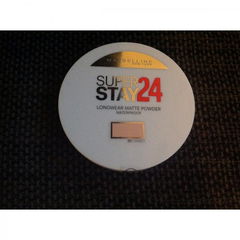 MAYBELLINE
SUPER
STAY24
LONGWEAR MATTE POWDER
WATERPROOF